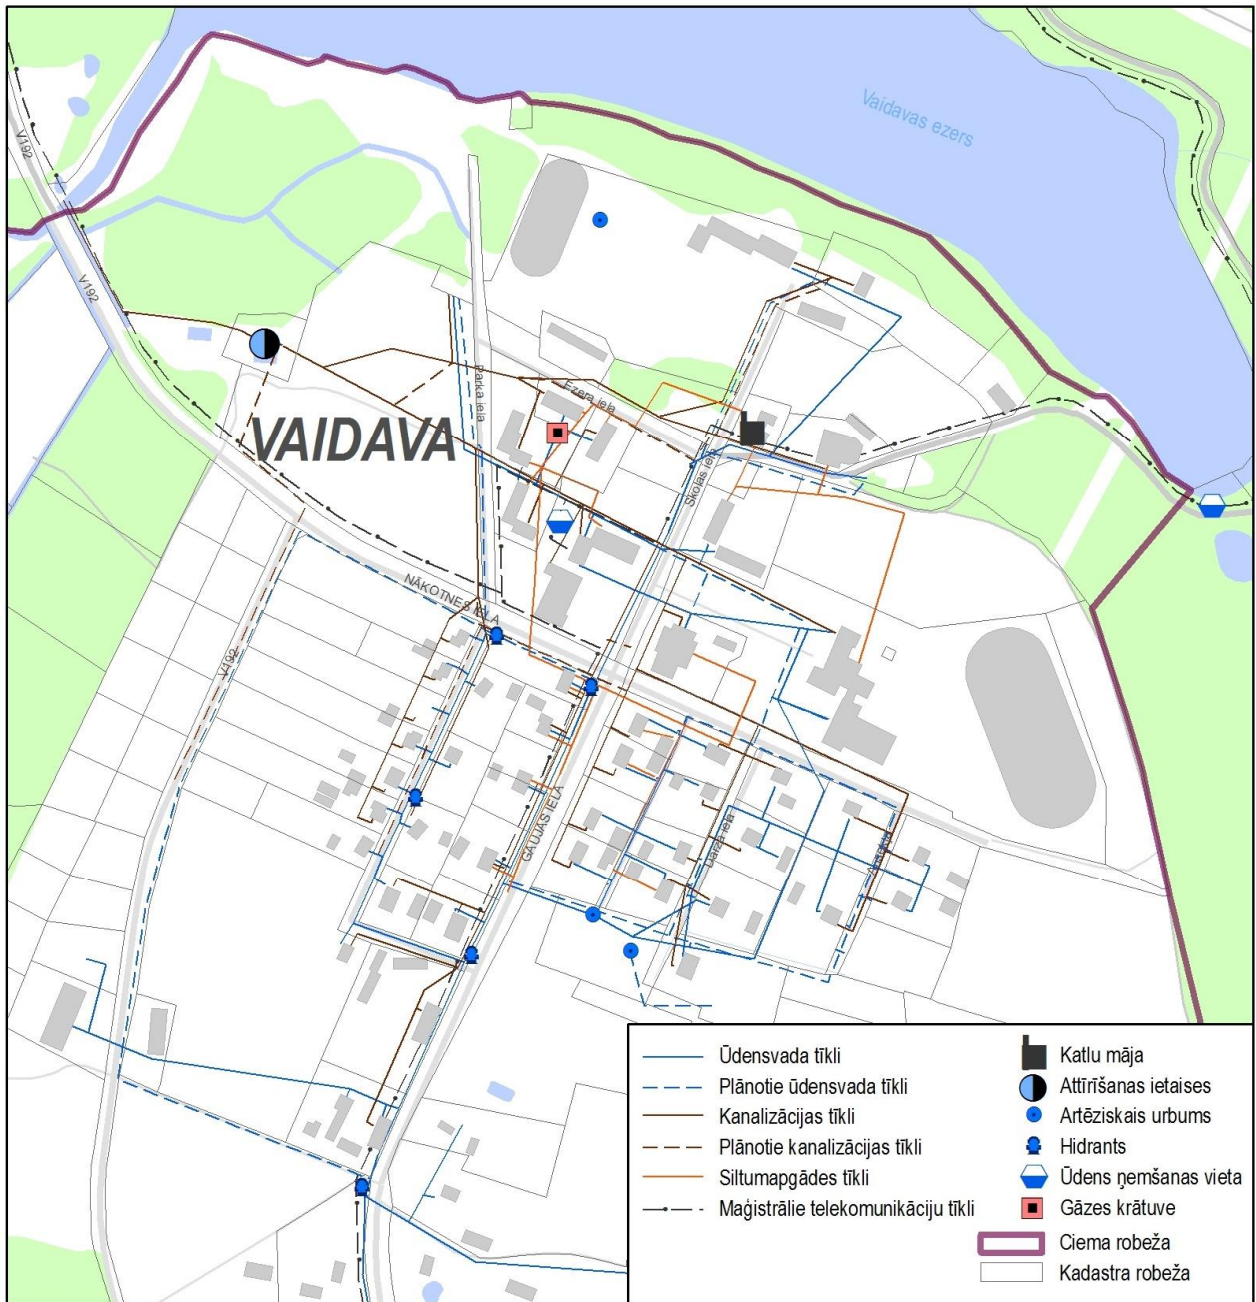 Vaidavas ezers
V192
V192
Parka iela
Ezera iela
VAIDAVA
Skolas iela
NĀKOTNES IELA
V192
GAUJAS IELA
Dārza iela
Ūdensvada tīkli
Plānotie ūdensvada tīkli
Kanalizācijas tīkli
Plānotie kanalizācijas tīkli
Siltumapgādes tīkli
Maģistrālie telekomunikāciju tīkli
Katlu māja
Attīrīšanas ietaises
Artēziskais urbums
Hidrants
Ūdens ņemšanas vieta
Gāzes krātuve
Ciema robeža
Kadastra robeža